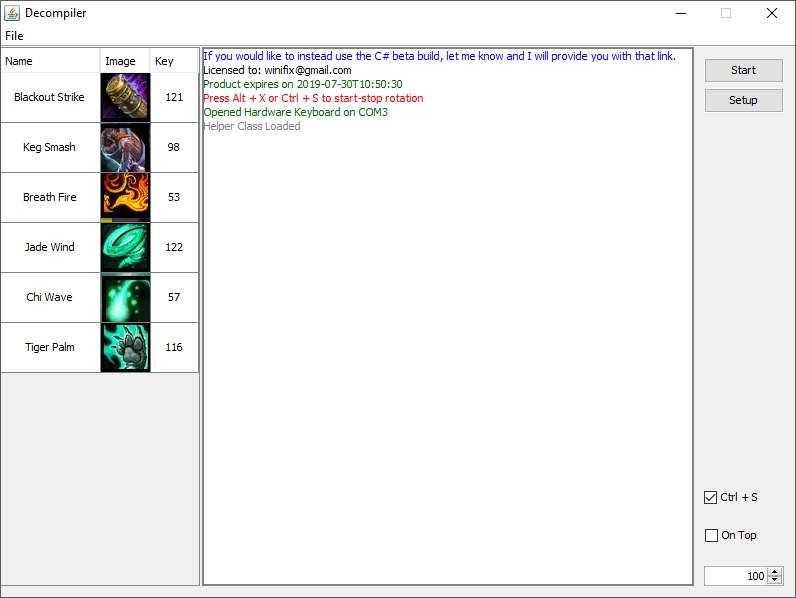 Decompiler
File
Name Image Key
Blackout Strike 121
Keg Smash 98
Breath Fire 53
Jade Wind 122
Chi Wave 57
Tiger Palm 116
If you would like to instead use the C# beta build, let me know and I will provide you with that link.
Licensed to: winifix@gmail.com
Product expires on 2019-07-30T10:50:30
Press Alt + X or Ctrl + S to start-stop rotation
Opened Hardware Keyboard on COM3
Helper Class Loaded
Start
Setup
Ctrl + S
On Top
100